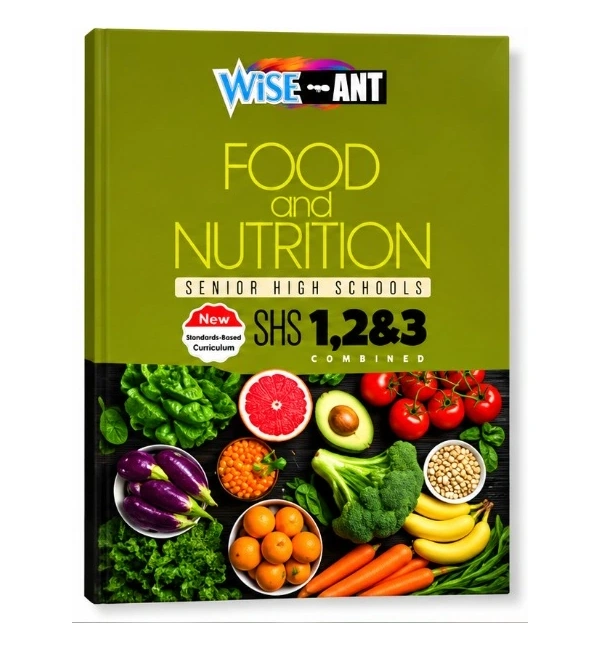 WiSE ANT
FOOD
and
NUTRITION
SENIOR HIGH SCHOOLS
New
Standards-Based
Curriculum
SHS 1,2&3
COMBINED